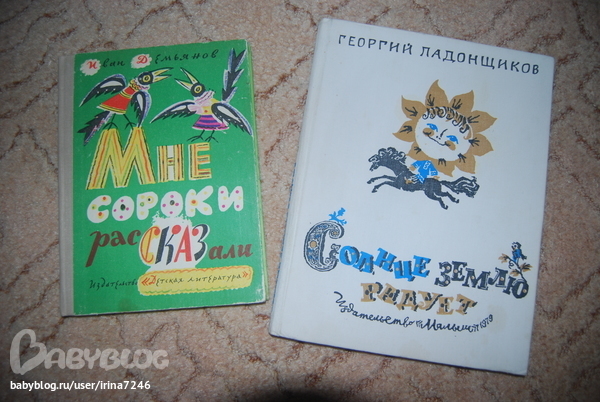 Иван Демьянов
Мне
сороки
рассказали
Издательство «Детская литература»
Георгий Ладонщиков
Солнце землю
радует
Издательство «Малыш» 1979
BABYBLOG
babyblog.ru/user/irina7246